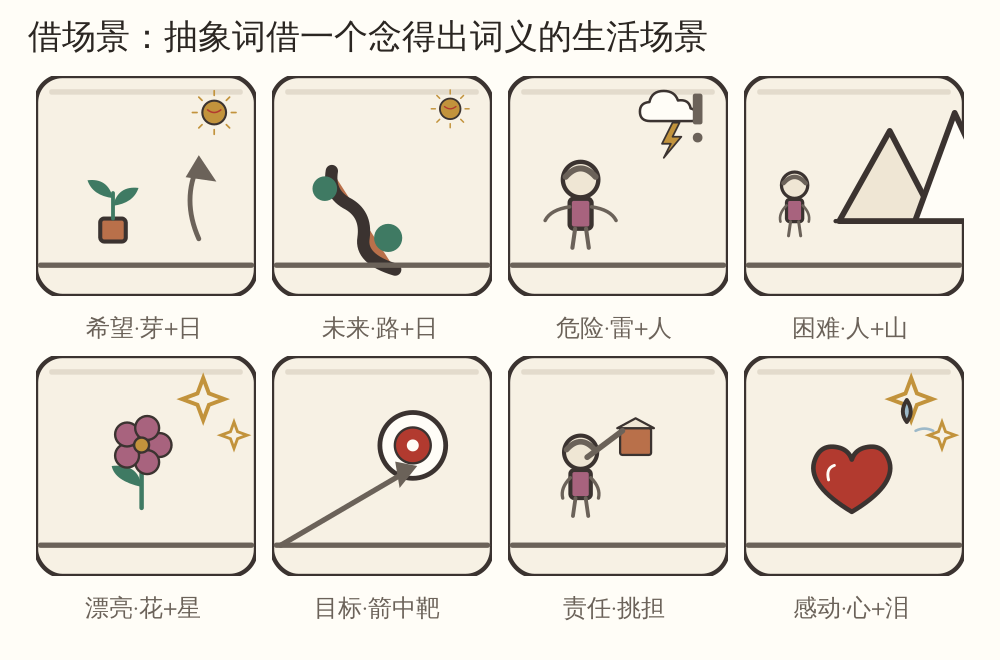 借场景：抽象词借一个念得出词义的生活场景
希望·芽+日
未来·路+日
危险·雷+人
困难·人+山
漂亮·花+星
目标·箭中靶
责任·挑担
感动·心+泪